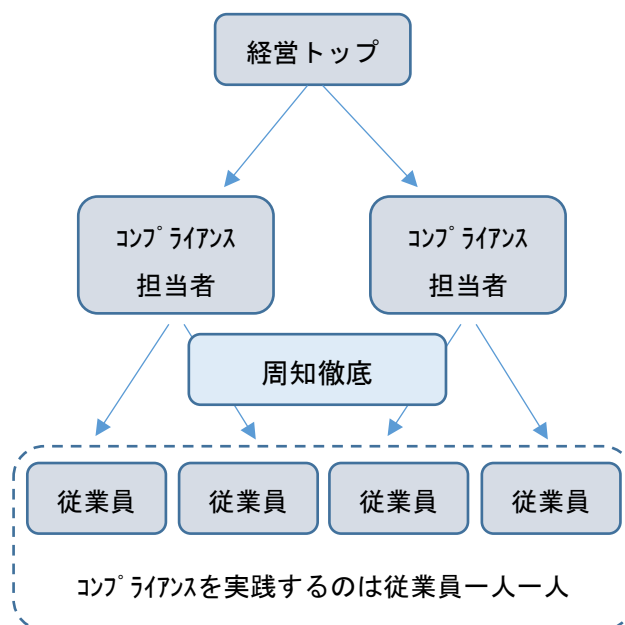 経営トップ
ｺﾝﾌﾟﾗｲｱﾝｽ
担当者
ｺﾝﾌﾟﾗｲｱﾝｽ
担当者
周知徹底
従業員
従業員
従業員
従業員
ｺﾝﾌﾟﾗｲｱﾝｽを実践するのは従業員一人一人